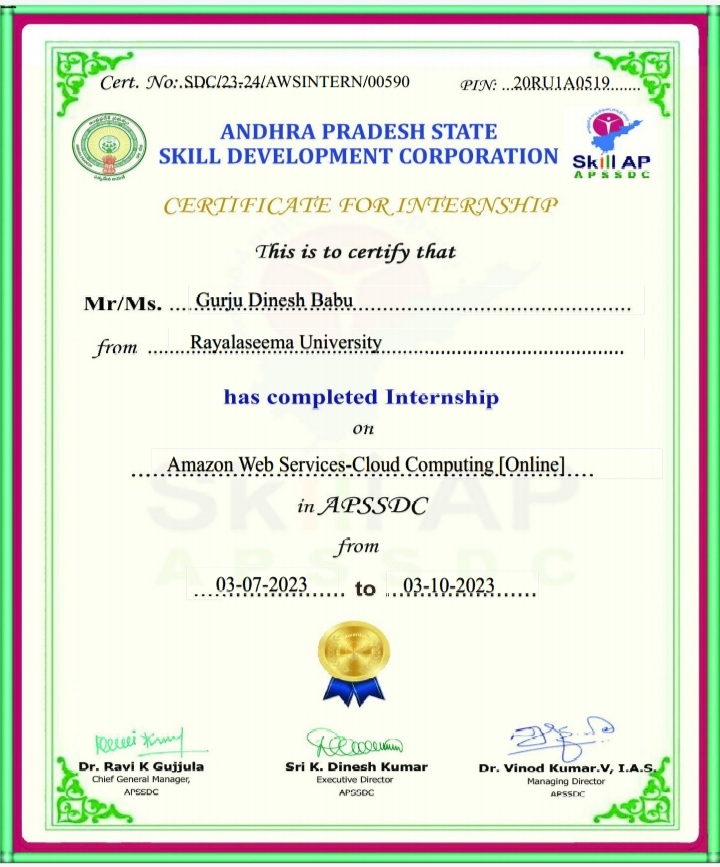 Cert. No:.SDC/23-24/AWSINTERN/00590 PIN: ...20RU1A0519.......
ANDHRA PRADESH STATE
SKILL DEVELOPMENT CORPORATION
Skill AP
APSSDC
CERTIFICATE FOR INTERNSHIP
This is to certify that
Mr/Ms. Gurju Dinesh Babu
from Rayalaseema University
has completed Internship
on
Amazon Web Services-Cloud Computing [Online]
in APSSDC
Skill AP
from
APSSDC
03-07-2023 to 03-10-2023
Dr. Ravi K Gujjula
Chief General Manager,
APSSDC
Sri K. Dinesh Kumar
Executive Director
APSSDC
Dr. Vinod Kumar.V, I.A.S.
Managing Director
APSSDC